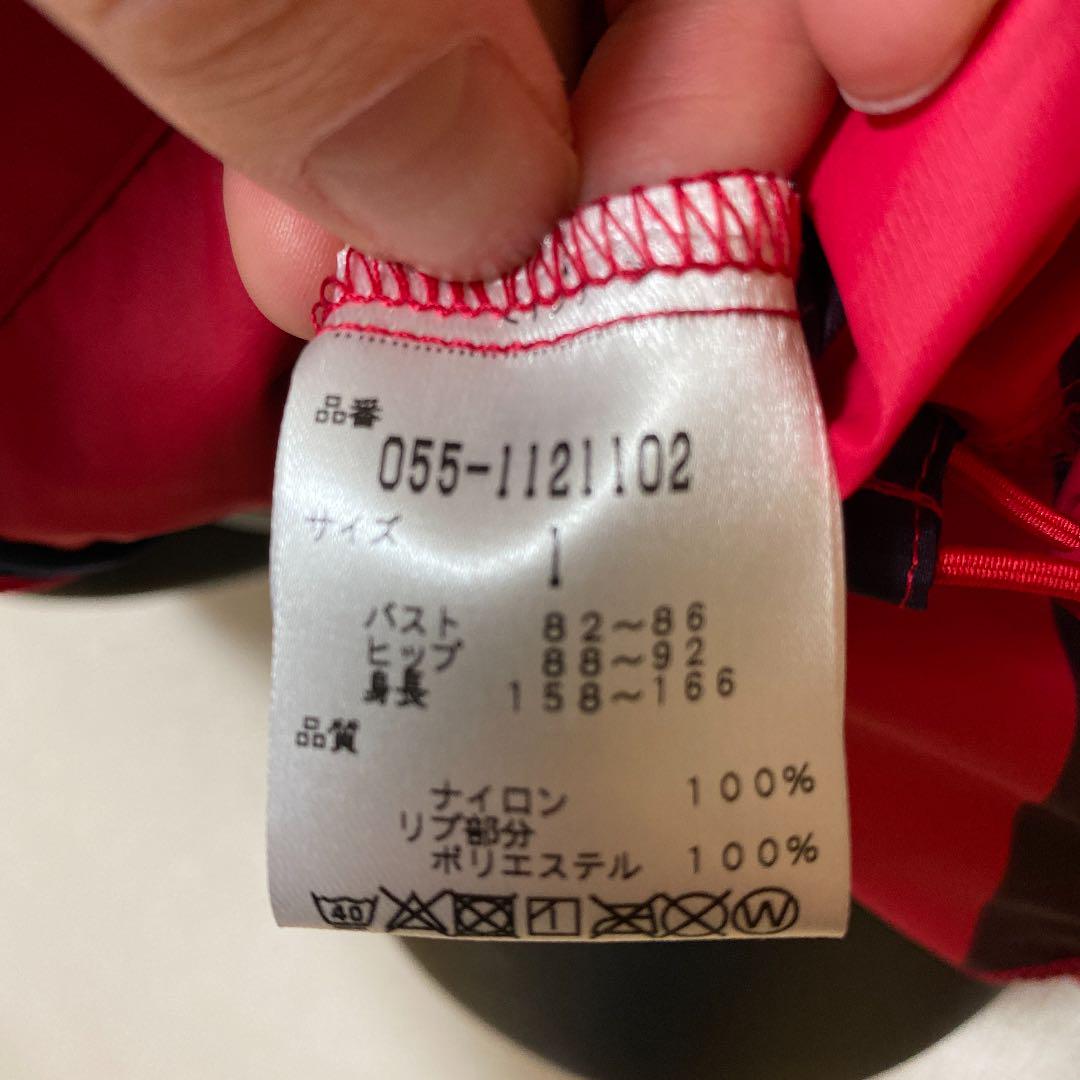 品番
055-1121102
サイズ 1
バスト 82～86
ヒップ 88～92
身長 158～166
品質
ナイロン 100%
リブ部分
ポリエステル 100%
40 W